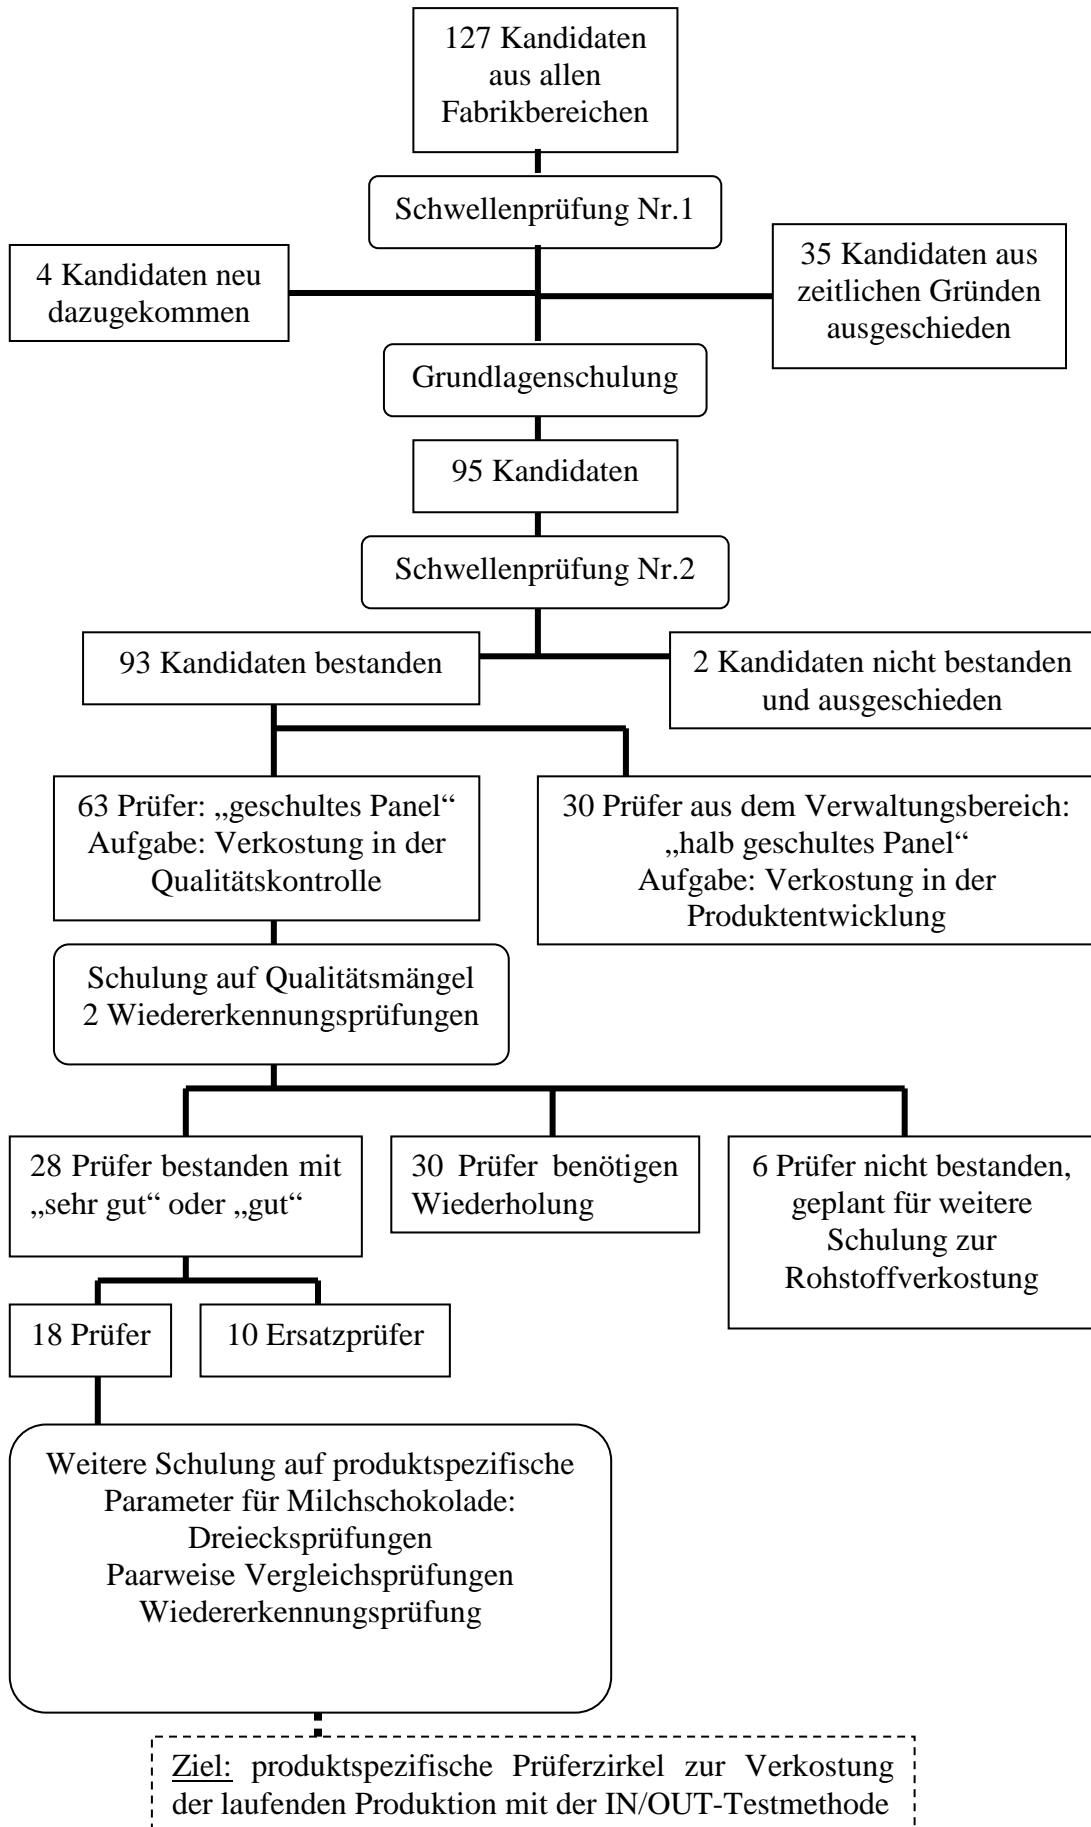 127 Kandidaten
aus allen
Fabrikbereichen
Schwellenprüfung Nr.1
4 Kandidaten neu
dazugekommen
35 Kandidaten aus
zeitlichen Gründen
ausgeschieden
Grundlagenschulung
95 Kandidaten
Schwellenprüfung Nr.2
93 Kandidaten bestanden
2 Kandidaten nicht bestanden
und ausgeschieden
63 Prüfer: „geschultes Panel“
Aufgabe: Verkostung in der
Qualitätskontrolle
30 Prüfer aus dem Verwaltungsbereich:
„halb geschultes Panel“
Aufgabe: Verkostung in der
Produktentwicklung
Schulung auf Qualitätsmängel
2 Wiedererkennungsprüfungen
28 Prüfer bestanden mit
„sehr gut“ oder „gut“
30 Prüfer benötigen
Wiederholung
6 Prüfer nicht bestanden,
geplant für weitere
Schulung zur
Rohstoffverkostung
18 Prüfer
10 Ersatzprüfer
Weitere Schulung auf produktspezifische
Parameter für Milchschokolade:
Dreiecksprüfungen
Paarweise Vergleichsprüfungen
Wiedererkennungsprüfung
Ziel: produktspezifische Prüferzirkel zur Verkostung
der laufenden Produktion mit der IN/OUT-Testmethode